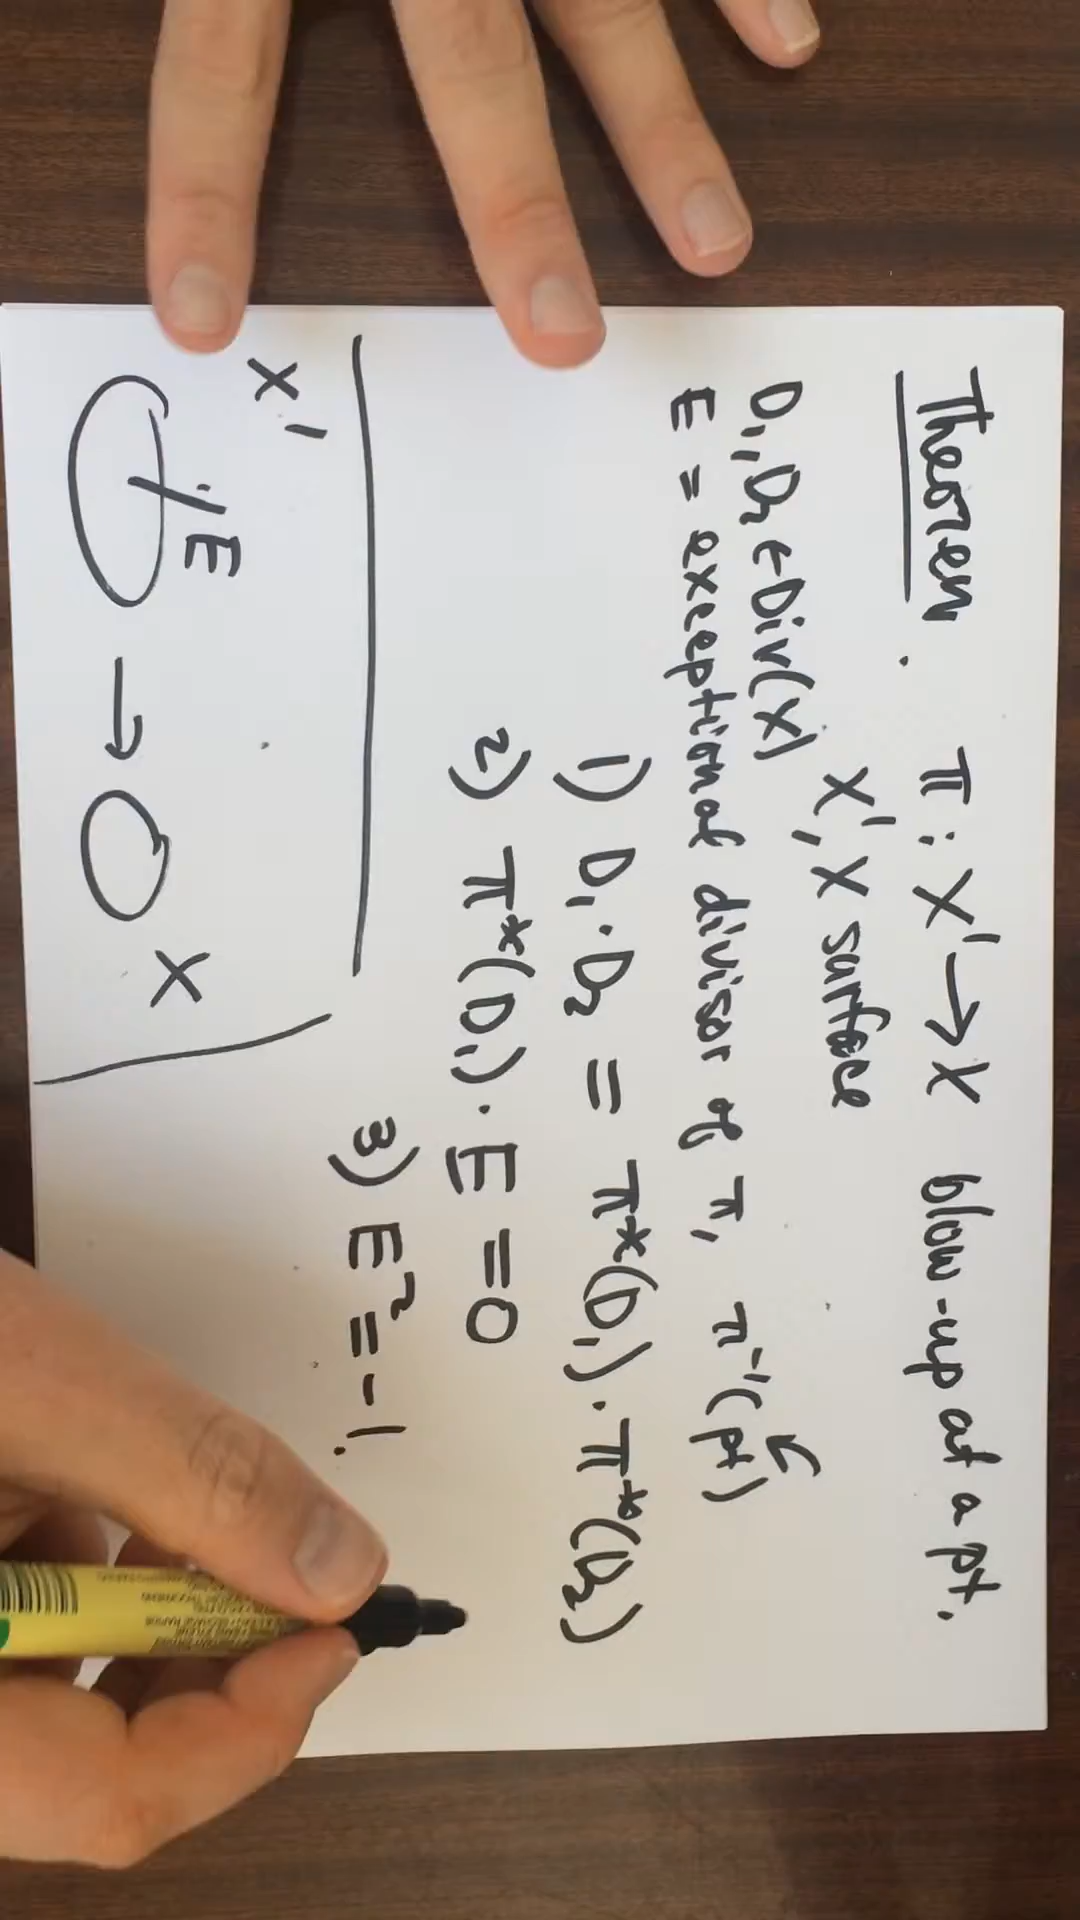 Theorem. π: X' → X blow-up at a pt.
X', X surface
D₁, D₂ ∈ Div(X)
E = exceptional divisor of π, π⁻¹(pt)
1) D₁·D₂ = π*(D₁)·π*(D₂)
2) π*(D₁)·E = 0
3) E² = -1.
X'
E
→
X